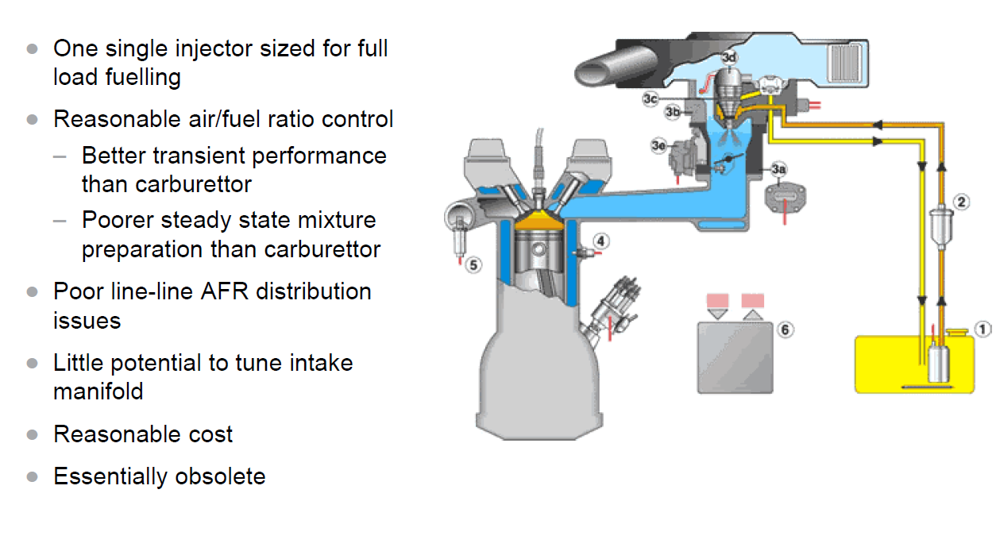 ● One single injector sized for full
load fuelling
● Reasonable air/fuel ratio control
– Better transient performance
than carburettor
– Poorer steady state mixture
preparation than carburettor
● Poor line-line AFR distribution
issues
● Little potential to tune intake
manifold
● Reasonable cost
● Essentially obsolete
3d
3c
3b
3e
3a
2
4
5
6
1